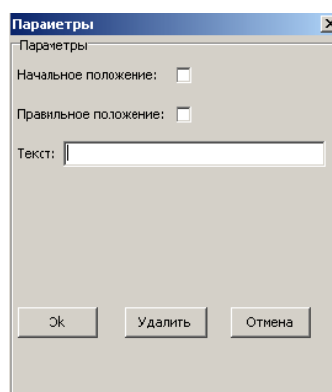 Параметры
Параметры
Начальное положение:
Правильное положение:
Текст:
Ok Удалить Отмена